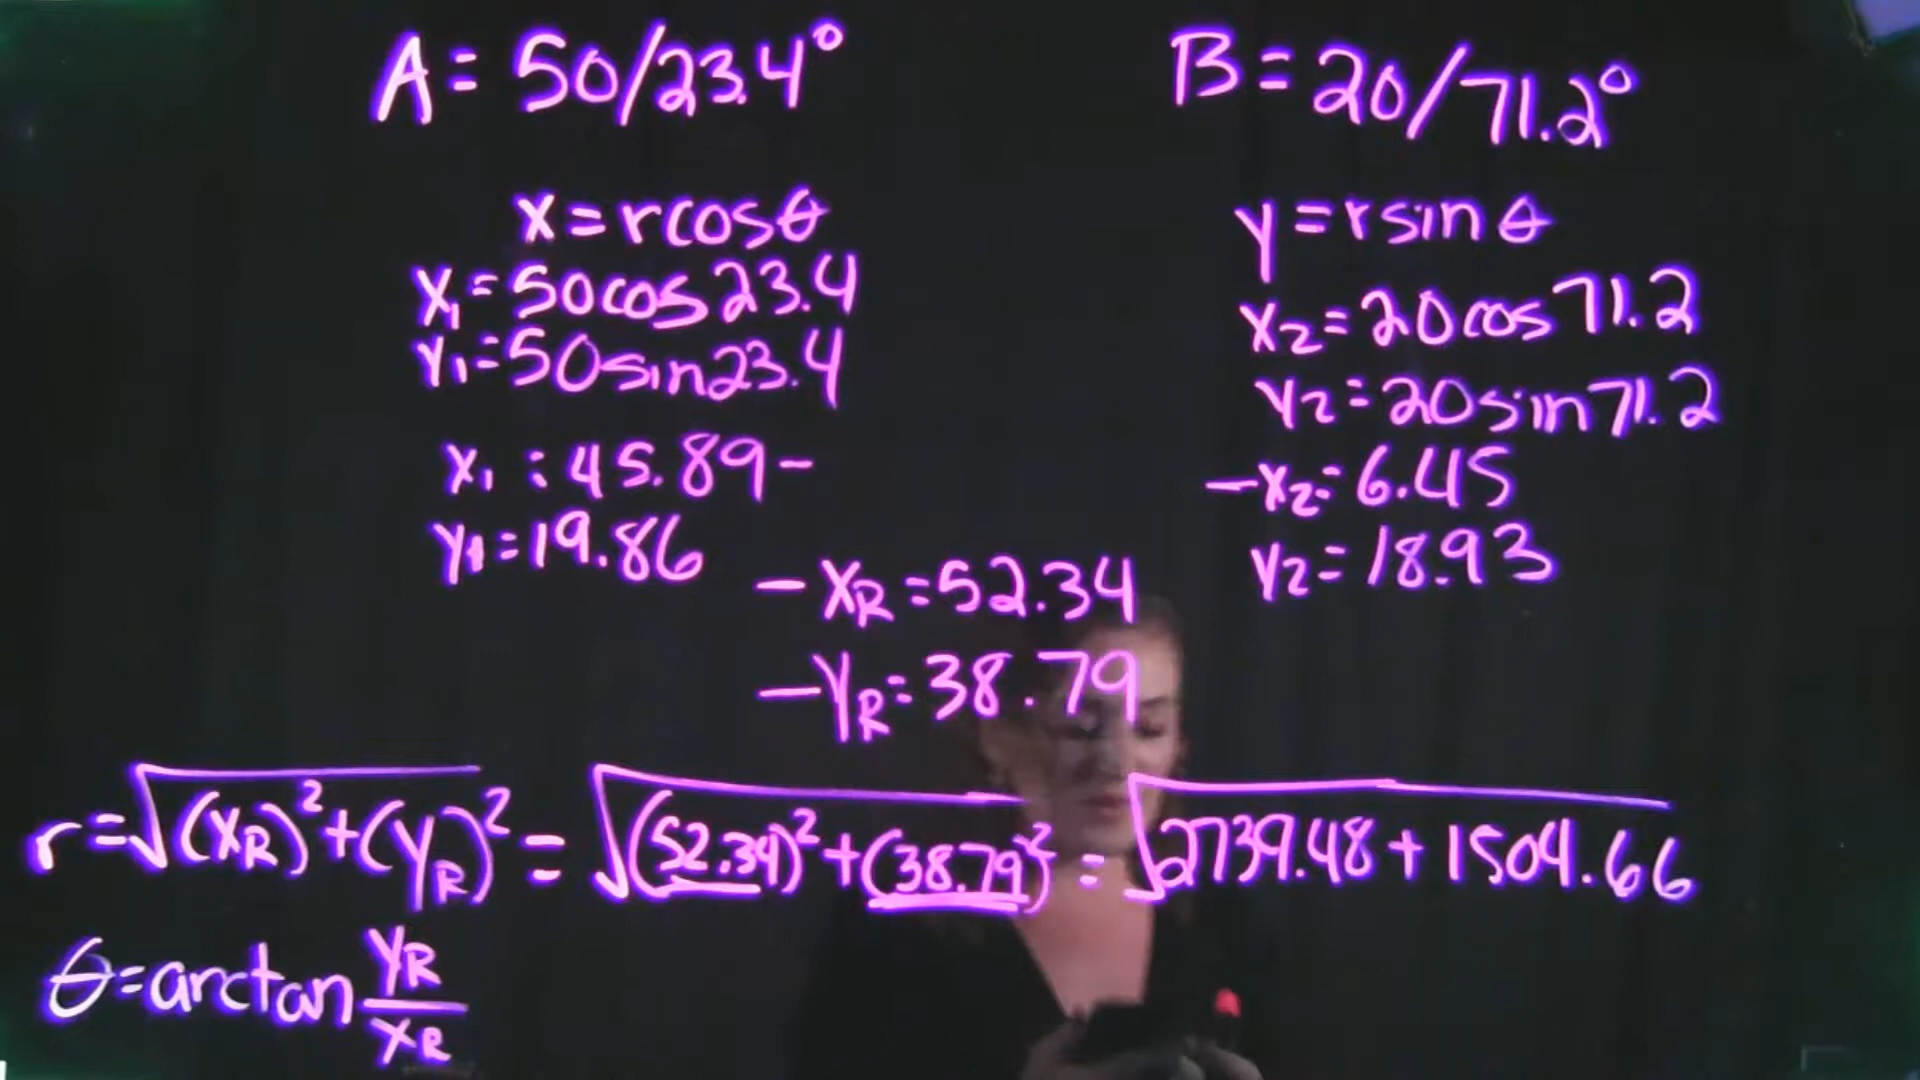 A = 50/23.4°
B = 20/71.2°
x = rcosθ
y = rsinθ
x₁ = 50cos23.4
y₁ = 50sin23.4
x₂ = 20cos71.2
y₂ = 20sin71.2
x₁ = 45.89 -
y₁ = 19.86
- x₂ = 6.45
y₂ = 18.93
- x_R = 52.34
- y_R = 38.79
r = √(x_R)² + (y_R)² = √(52.34)² + (38.79)² = √2739.48 + 1504.66
θ = arctan y_R/x_R